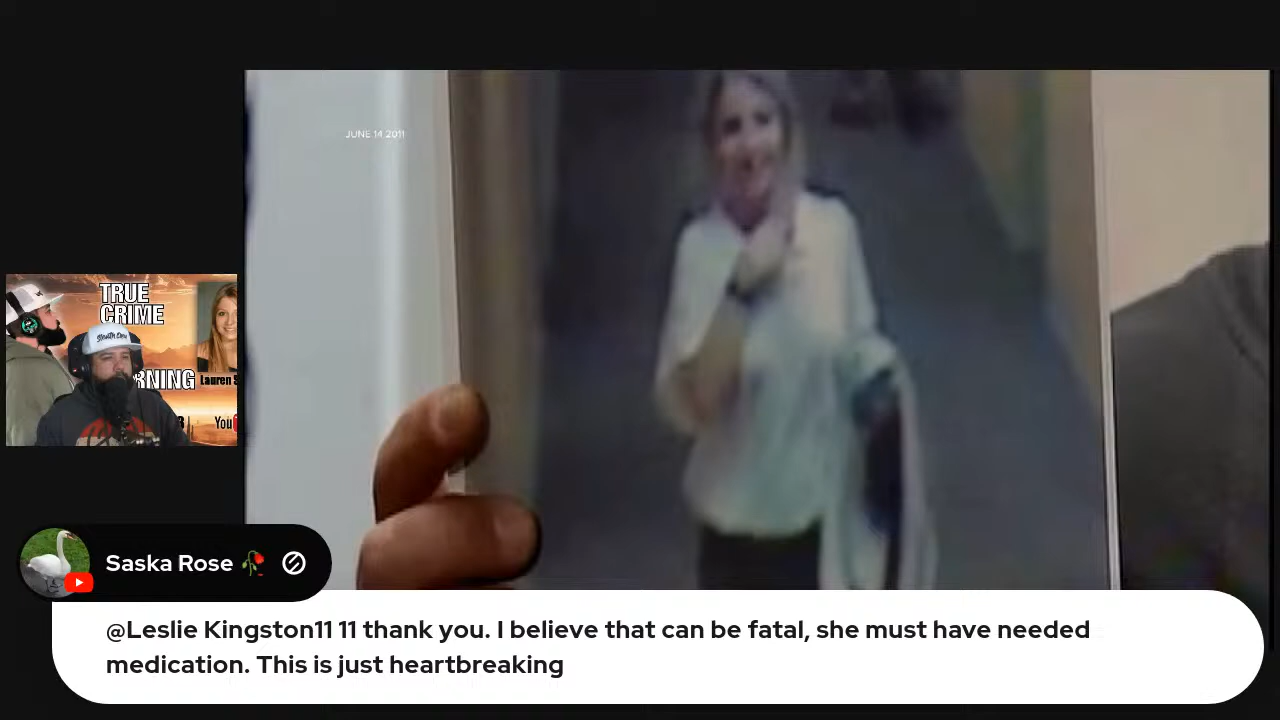 JUNE 14 2011
TRUE
CRIME
RNING
Lauren S
You
Saska Rose 🥀
@Leslie Kingston11 11 thank you. I believe that can be fatal, she must have needed
medication. This is just heartbreaking